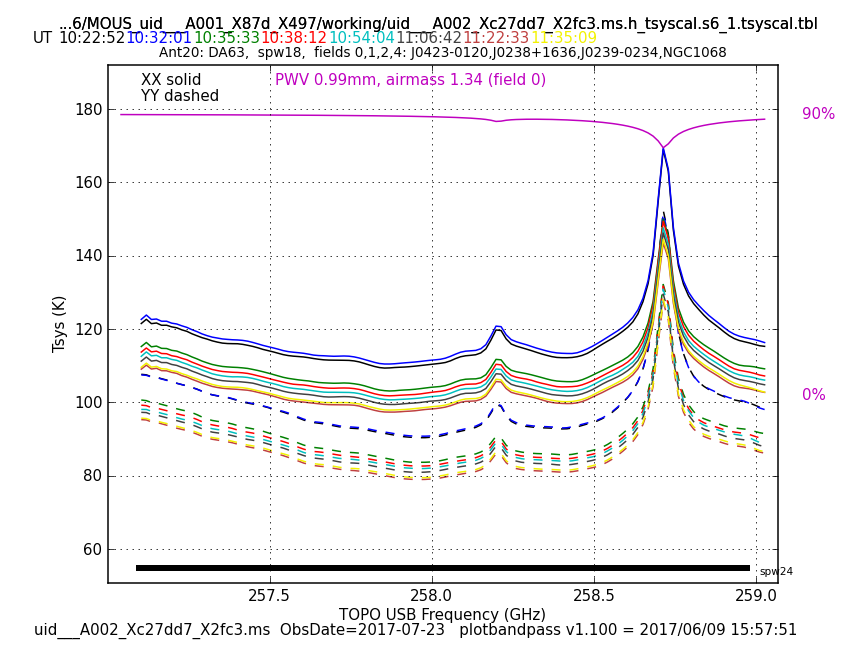 ...6/MOUS_uid___A001_X87d_X497/working/uid___A002_Xc27dd7_X2fc3.ms.h_tsyscal.s6_1.tsyscal.tbl
UT 10:22:52 10:32:01 10:35:33 10:38:12 10:54:04 11:06:42 11:22:33 11:35:09
Ant20: DA63, spw18, fields 0,1,2,4: J0423-0120,J0238+1636,J0239-0234,NGC1068
XX solid
YY dashed
PWV 0.99mm, airmass 1.34 (field 0)
180
160
140
120
100
80
60
Tsys (K)
90%
0%
spw24
257.5
258.0
258.5
259.0
TOPO USB Frequency (GHz)
uid___A002_Xc27dd7_X2fc3.ms ObsDate=2017-07-23 plotbandpass v1.100 = 2017/06/09 15:57:51